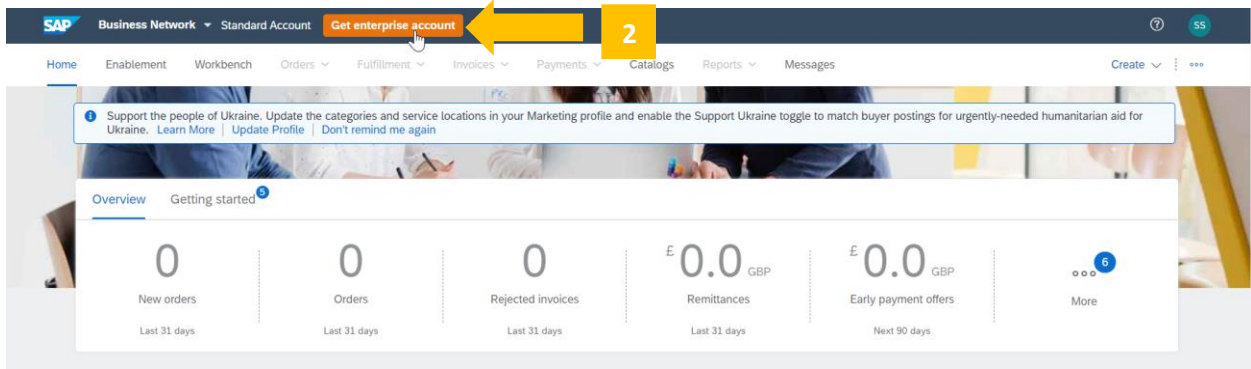 SAP Business Network Standard Account Get enterprise account 2 SS
Home Enablement Workbench Orders Fulfillment Invoices Payments Catalogs Reports Messages Create
Support the people of Ukraine. Update the categories and service locations in your Marketing profile and enable the Support Ukraine toggle to match buyer postings for urgently-needed humanitarian aid for
Ukraine. Learn More | Update Profile | Don't remind me again
Overview Getting started 5
0 0 0 £ 0.0 GBP £ 0.0 GBP 6
New orders Orders Rejected invoices Remittances Early payment offers More
Last 31 days Last 31 days Last 31 days Last 31 days Next 90 days